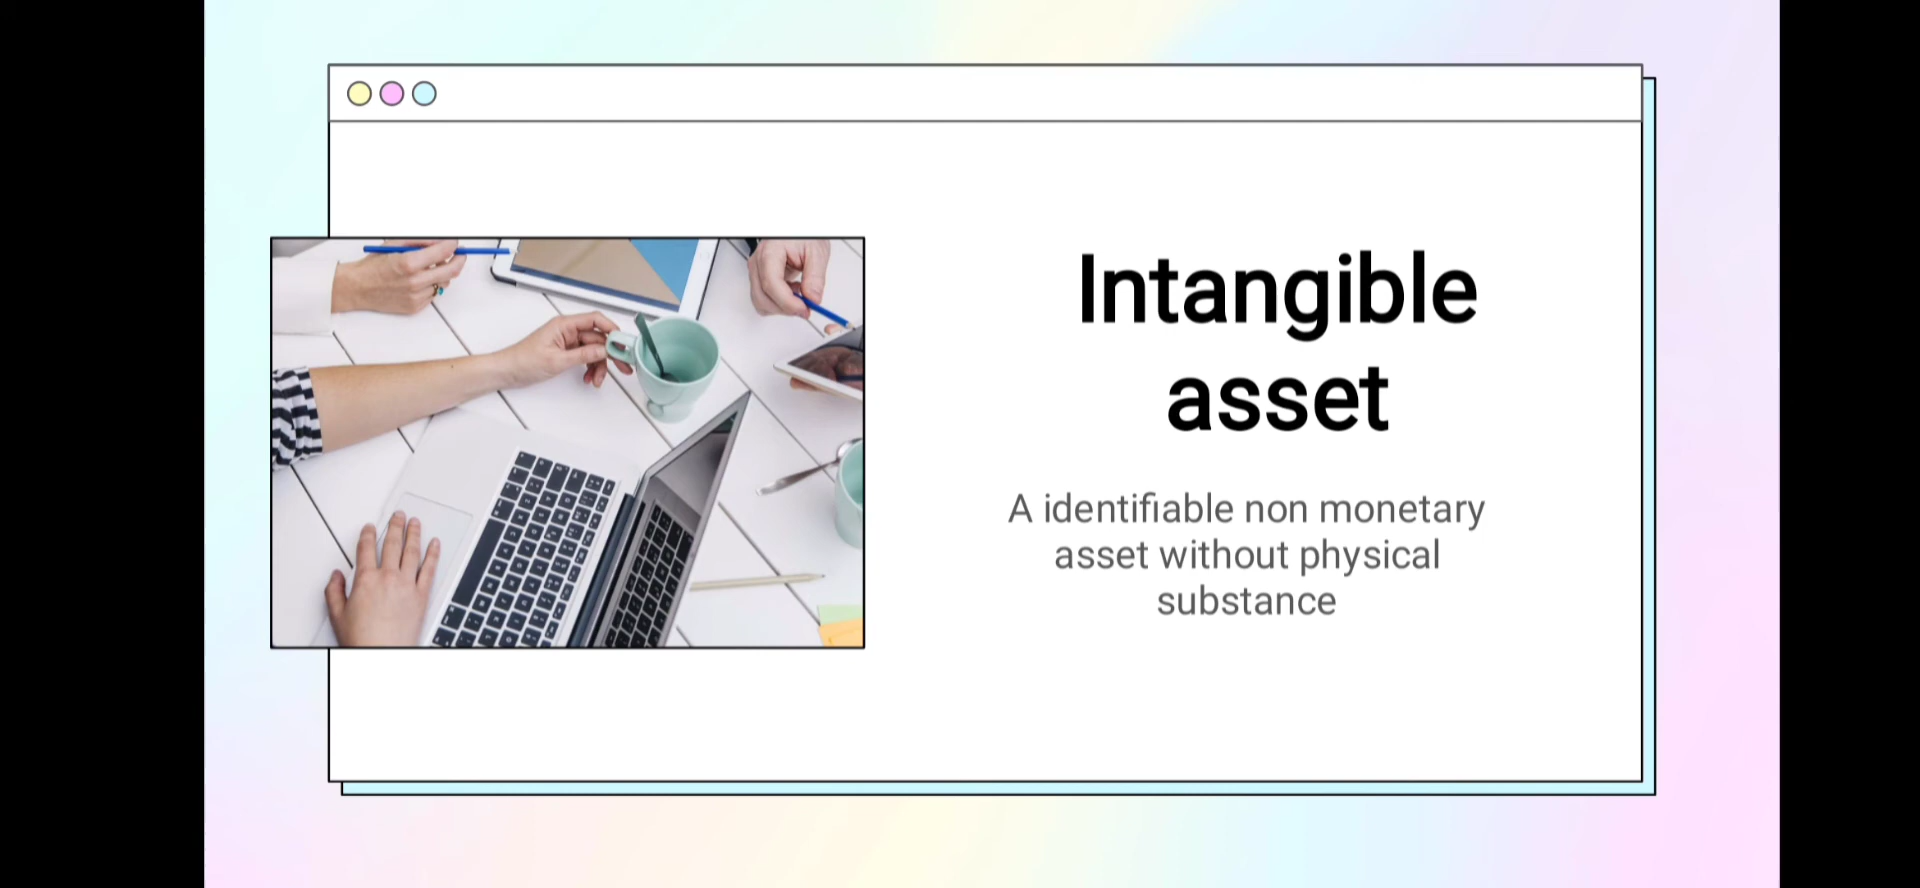 Intangible
asset
A identifiable non monetary
asset without physical
substance